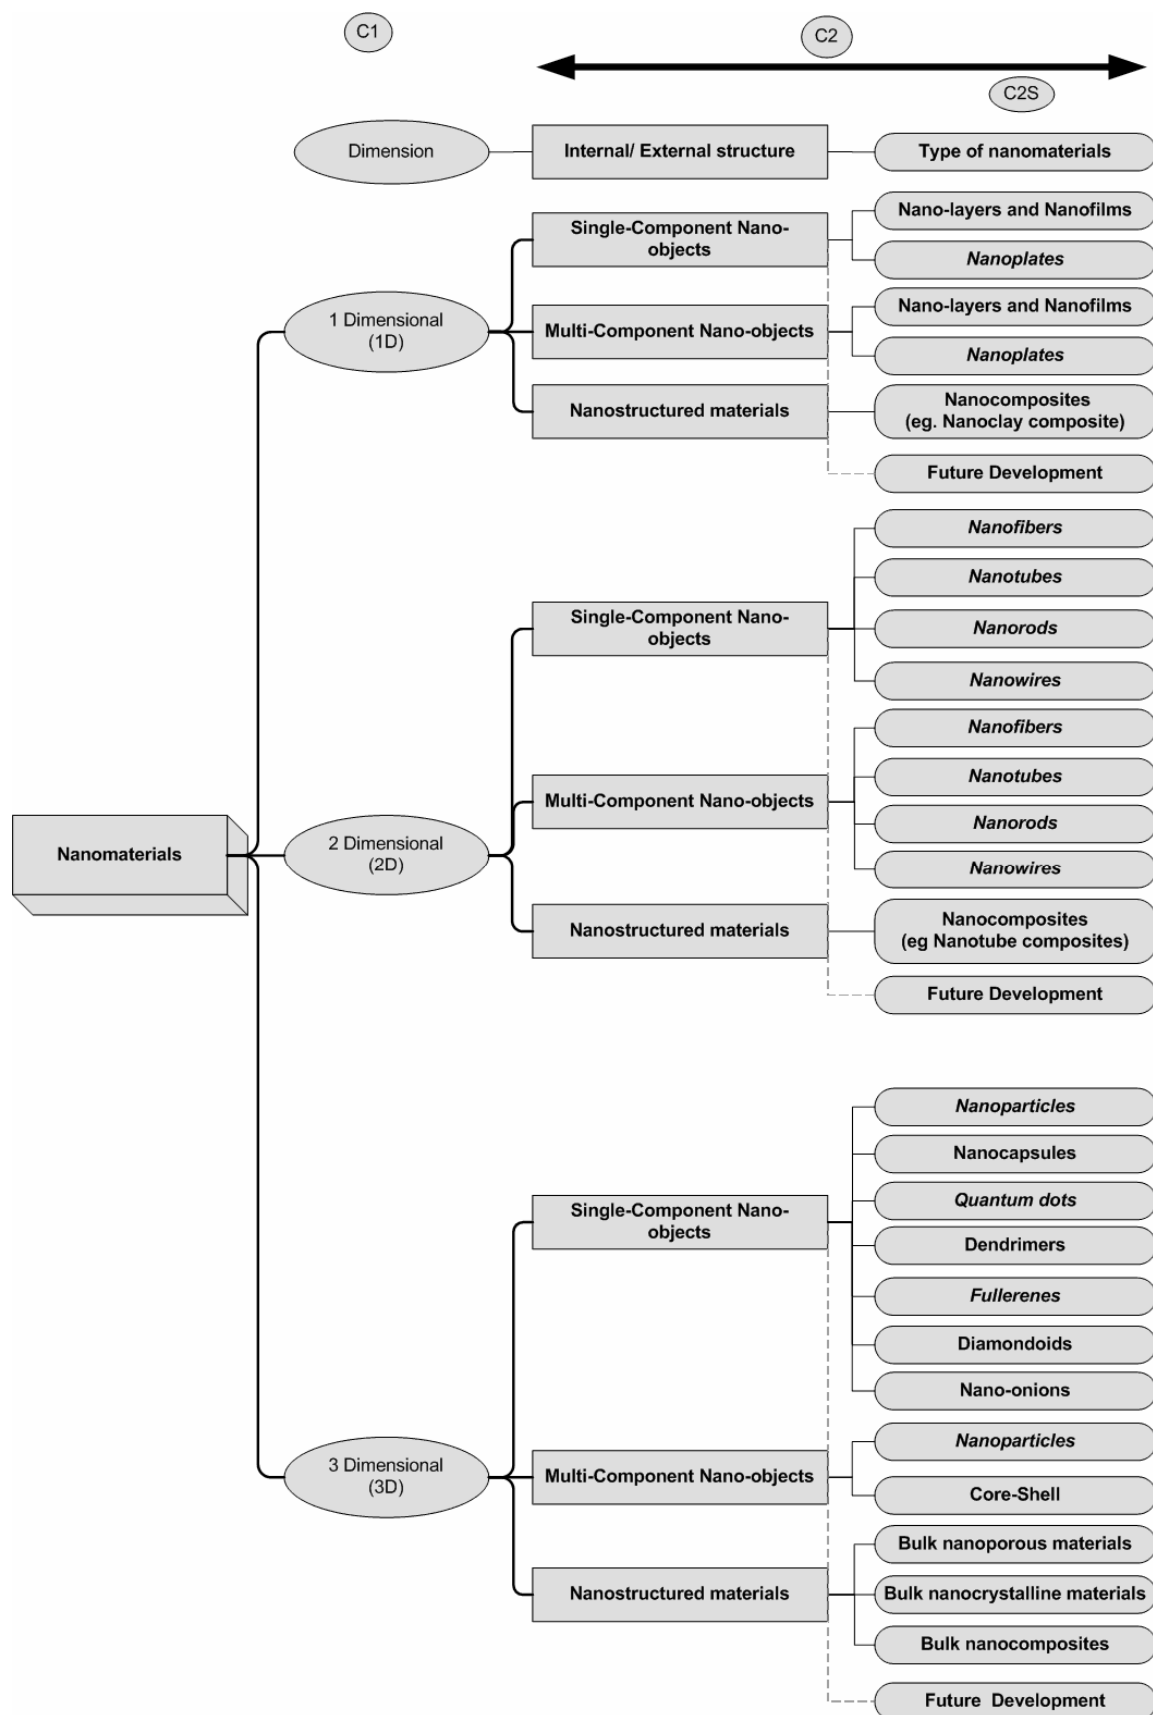 C1
C2
C2S
Dimension
Internal/ External structure
Type of nanomaterials
Nanomaterials
1 Dimensional
(1D)
Single-Component Nano-
objects
Nano-layers and Nanofilms
Nanoplates
Multi-Component Nano-objects
Nano-layers and Nanofilms
Nanoplates
Nanostructured materials
Nanocomposites
(eg. Nanoclay composite)
Future Development
2 Dimensional
(2D)
Single-Component Nano-
objects
Nanofibers
Nanotubes
Nanorods
Nanowires
Multi-Component Nano-objects
Nanofibers
Nanotubes
Nanorods
Nanowires
Nanostructured materials
Nanocomposites
(eg Nanotube composites)
Future Development
3 Dimensional
(3D)
Single-Component Nano-
objects
Nanoparticles
Nanocapsules
Quantum dots
Dendrimers
Fullerenes
Diamondoids
Nano-onions
Multi-Component Nano-objects
Nanoparticles
Core-Shell
Nanostructured materials
Bulk nanoporous materials
Bulk nanocrystalline materials
Bulk nanocomposites
Future Development